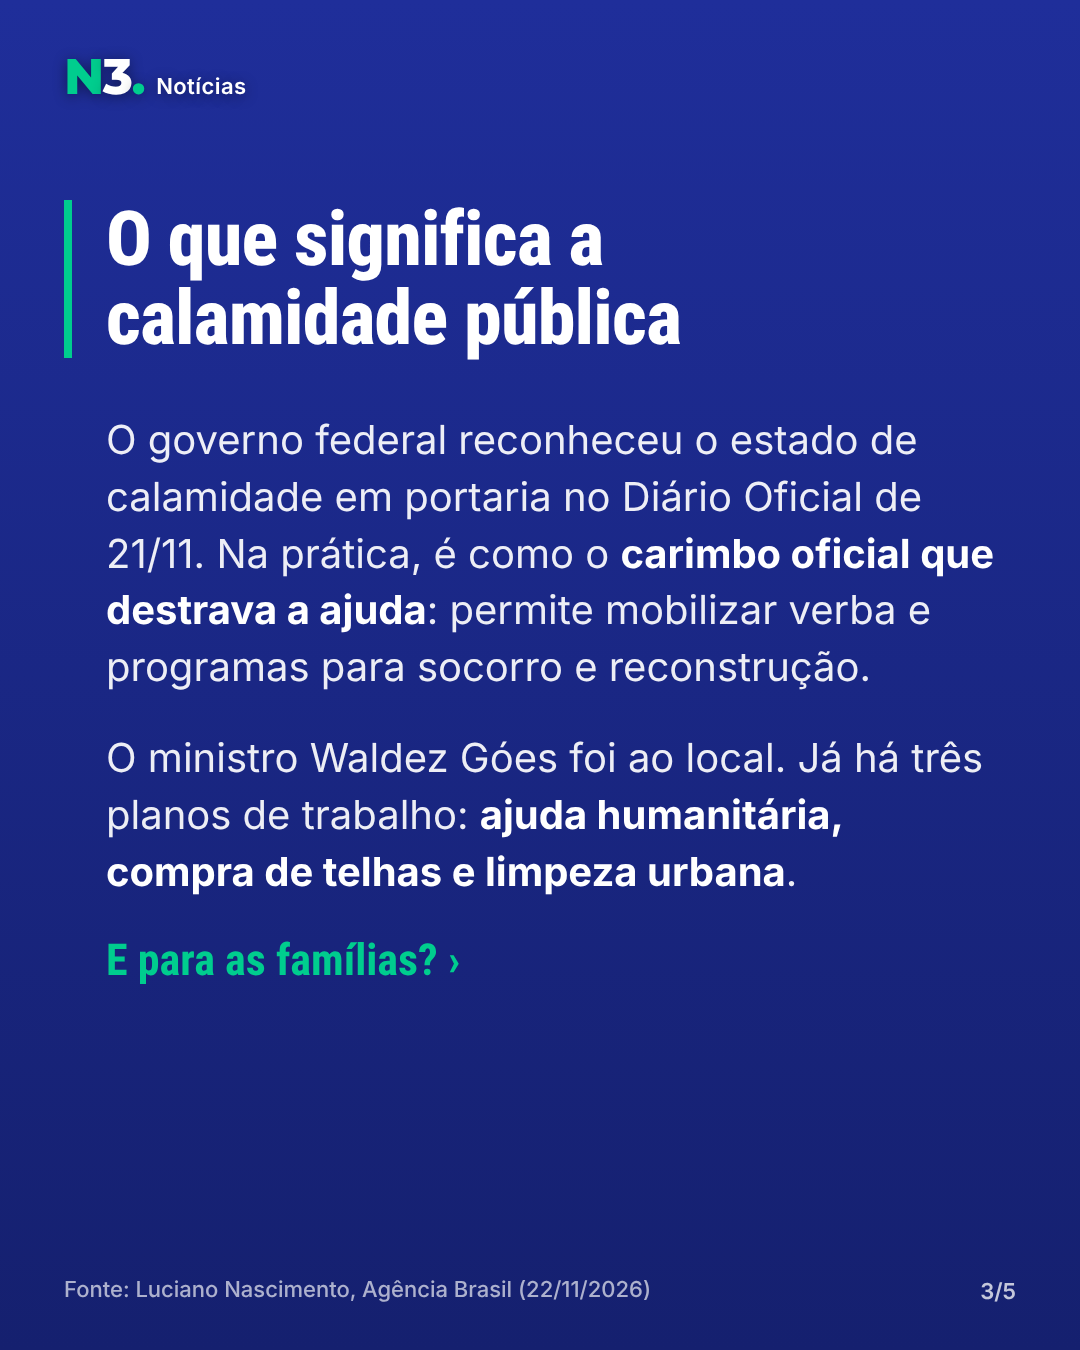 N3. Notícias
O que significa a
calamidade pública
O governo federal reconheceu o estado de
calamidade em portaria no Diário Oficial de
21/11. Na prática, é como o carimbo oficial que
destrava a ajuda: permite mobilizar verba e
programas para socorro e reconstrução.
O ministro Waldez Góes foi ao local. Já há três
planos de trabalho: ajuda humanitária,
compra de telhas e limpeza urbana.
E para as famílias? ›
Fonte: Luciano Nascimento, Agência Brasil (22/11/2026)
3/5